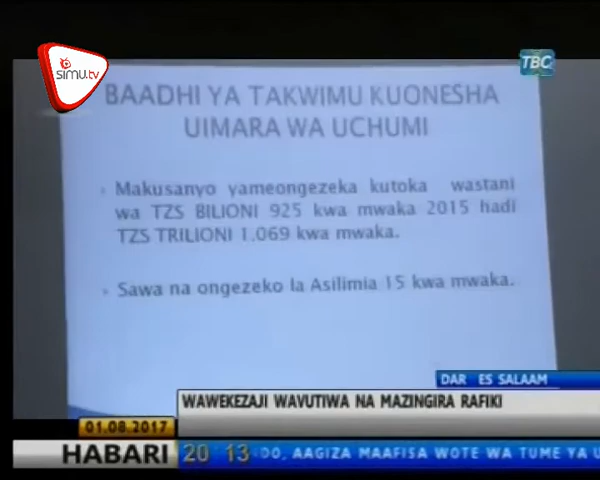 SIMU.tv
TBC
BAADHI YA TAKWIMU KUONESHA
UIMARA WA UCHUMI
Makusanyo yameongezeka kutoka wastani
wa TZS BILIONI 925 kwa mwaka 2015 hadi
TZS TRILIONI 1.069 kwa mwaka.
Sawa na ongezeko la Asilimia 15 kwa mwaka.
DAR ES SALAAM
WAWEKEZAJI WAVUTIWA NA MAZINGIRA RAFIKI
01.08.2017
HABARI 20 13 DO, AAGIZA MAAFISA WOTE WA TUME YA U